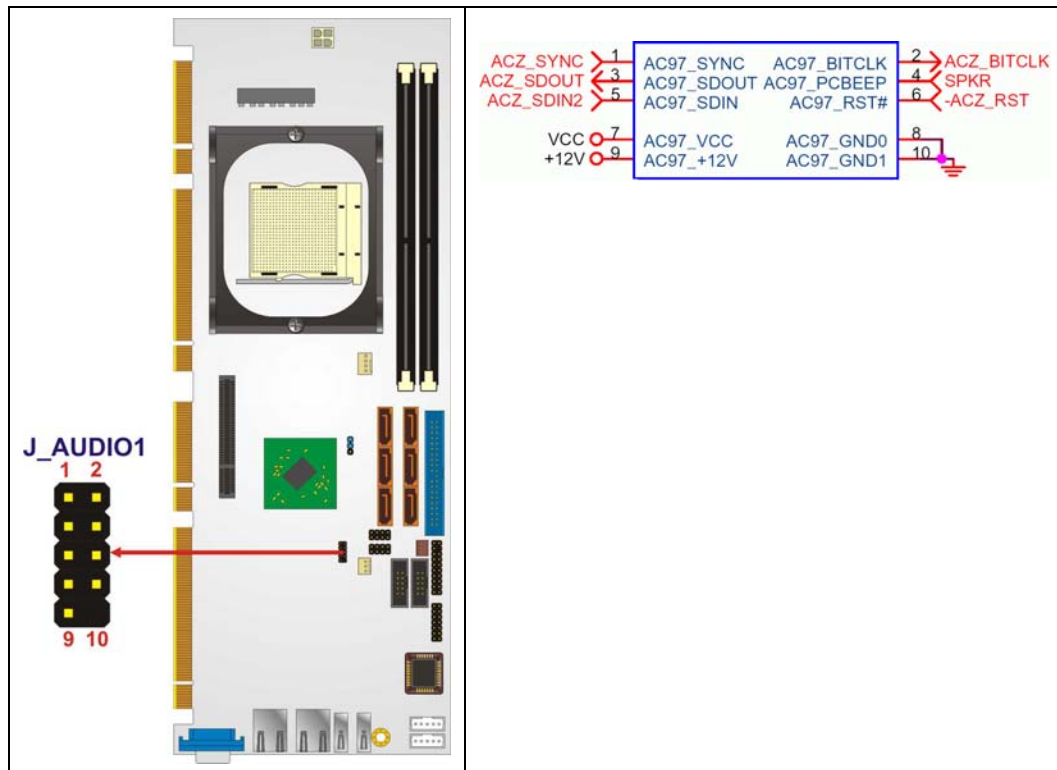 J_AUDIO1
1 2
9 10
ACZ_SYNC 1 AC97_SYNC AC97_BITCLK 2 ACZ_BITCLK
ACZ_SDOUT 3 AC97_SDOUT AC97_PCBEEP 4 SPKR
ACZ_SDIN2 5 AC97_SDIN AC97_RST# 6 -ACZ_RST
VCC 7 AC97_VCC AC97_GND0 8
+12V 9 AC97_+12V AC97_GND1 10